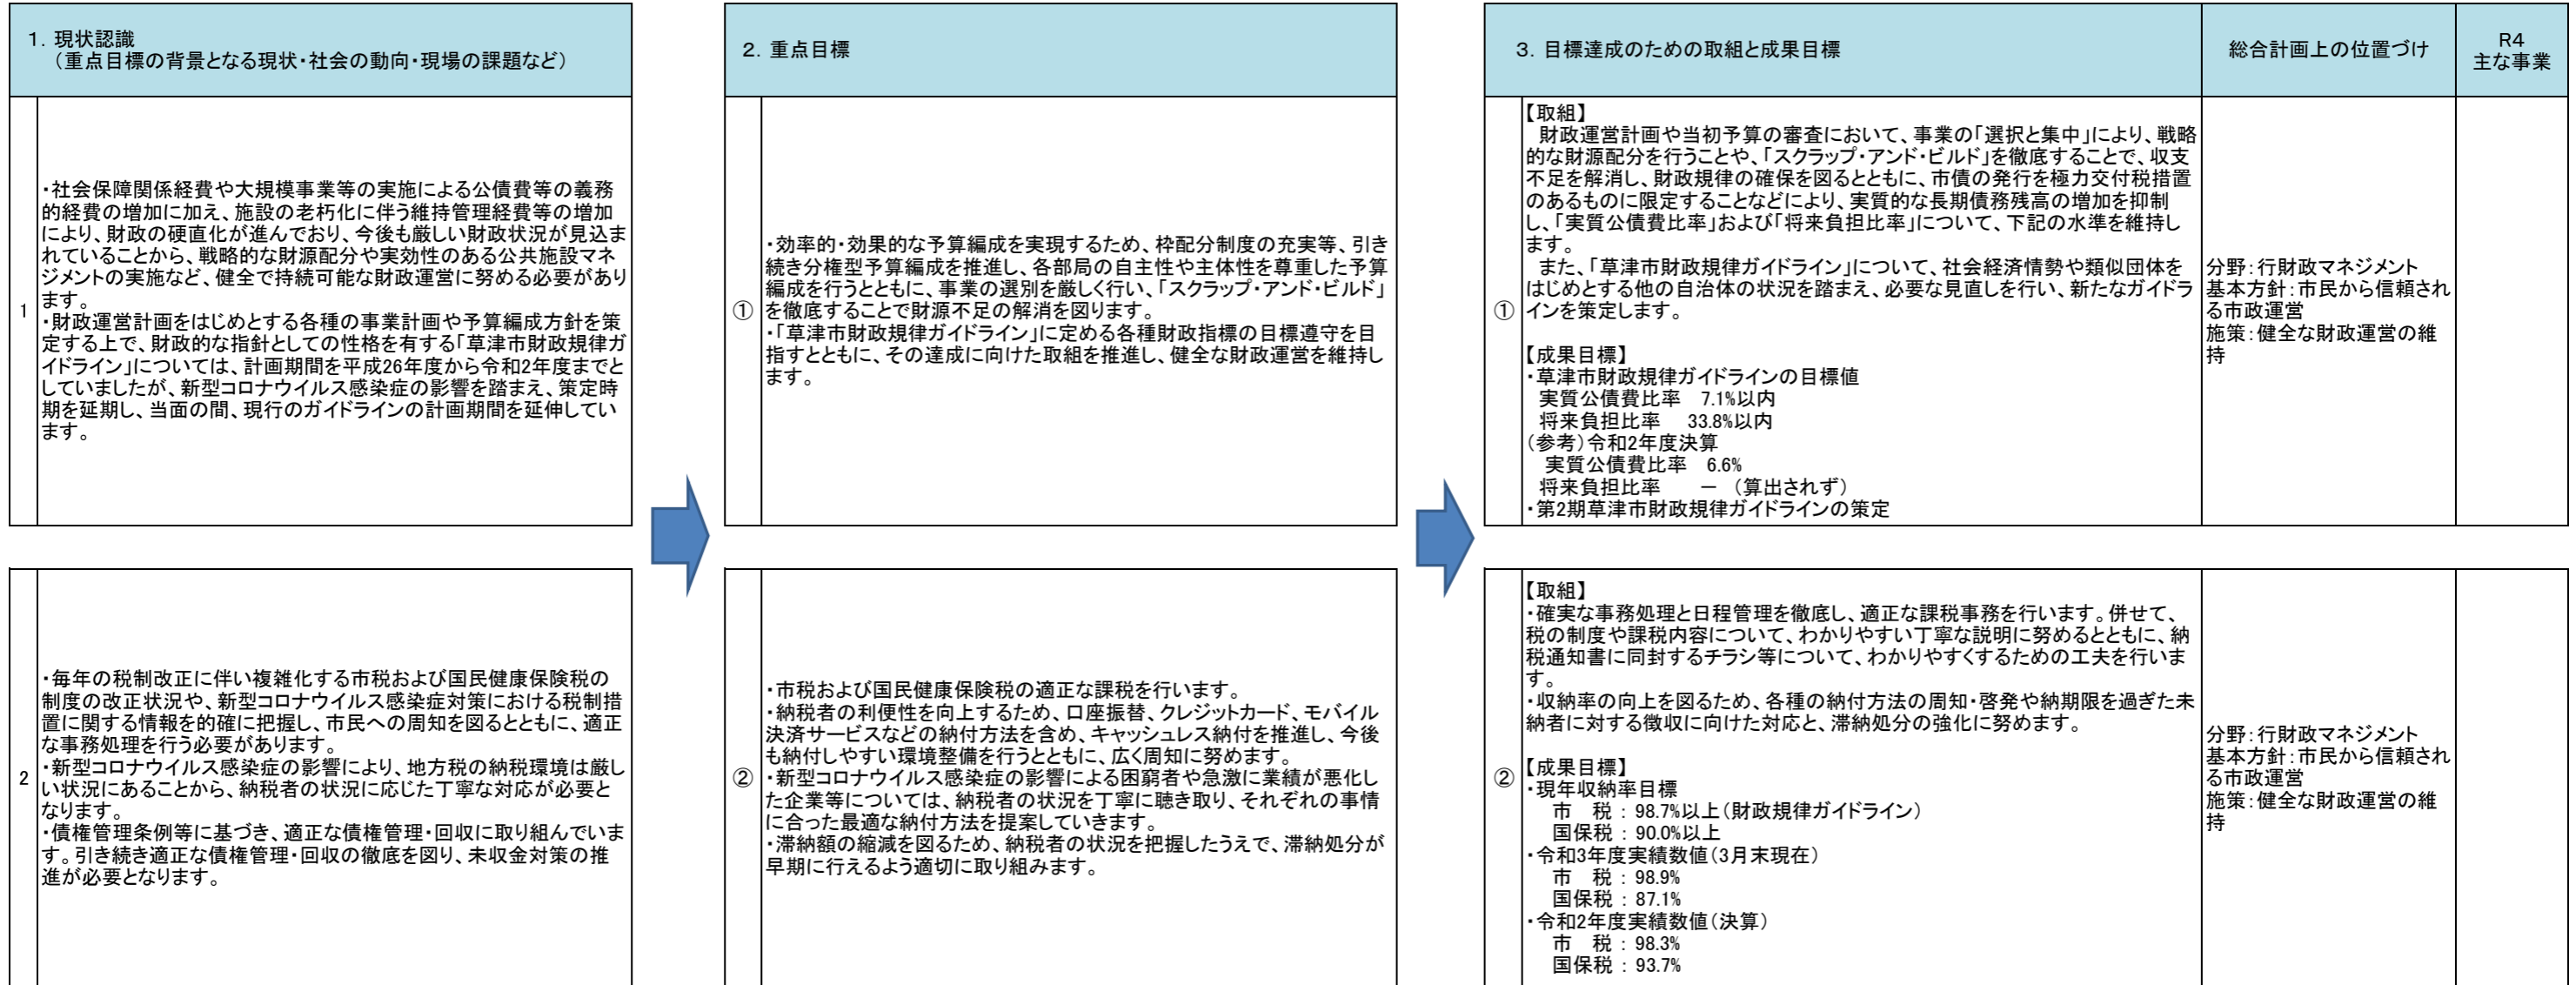 1. 現状認識
（重点目標の背景となる現状・社会の動向・現場の課題など）
2. 重点目標
3. 目標達成のための取組と成果目標
総合計画上の位置づけ
R4
主な事業
1
・社会保障関係経費や大規模事業等の実施による公債費等の義務
的経費の増加に加え、施設の老朽化に伴う維持管理経費等の増加
により、財政の硬直化が進んでおり、今後も厳しい財政状況が見込ま
れていることから、戦略的な財源配分や実効性のある公共施設マネ
ジメントの実施など、健全で持続可能な財政運営に努める必要があり
ます。
・財政運営計画をはじめとする各種の事業計画や予算編成方針を策
定する上で、財政的な指針としての性格を有する「草津市財政規律ガ
イドライン」については、計画期間を平成26年度から令和2年度までと
していましたが、新型コロナウイルス感染症の影響を踏まえ、策定時
期を延期し、当面の間、現行のガイドラインの計画期間を延伸してい
ます。
①
・効率的・効果的な予算編成を実現するため、枠配分制度の充実等、引き
続き分権型予算編成を推進し、各部局の自主性や主体性を尊重した予算
編成を行うとともに、事業の選別を厳しく行い、「スクラップ・アンド・ビルド」
を徹底することで財源不足の解消を図ります。
・「草津市財政規律ガイドライン」に定める各種財政指標の目標遵守を目
指すとともに、その達成に向けた取組を推進し、健全な財政運営を維持し
ます。
①
【取組】
財政運営計画や当初予算の審査において、事業の「選択と集中」により、戦略
的な財源配分を行うことや、「スクラップ・アンド・ビルド」を徹底することで、収支
不足を解消し、財政規律の確保を図るとともに、市債の発行を極力交付税措置
のあるものに限定することなどにより、実質的な長期債務残高の増加を抑制
し、「実質公債費比率」および「将来負担比率」について、下記の水準を維持し
ます。
また、「草津市財政規律ガイドライン」について、社会経済情勢や類似団体を
はじめとする他の自治体の状況を踏まえ、必要な見直しを行い、新たなガイドラ
インを策定します。
【成果目標】
・草津市財政規律ガイドラインの目標値
実質公債費比率　7.1%以内
将来負担比率　33.8%以内
（参考）令和2年度決算
実質公債費比率　6.6%
将来負担比率　－　（算出されず）
・第2期草津市財政規律ガイドラインの策定
分野：行財政マネジメント
基本方針：市民から信頼され
る市政運営
施策：健全な財政運営の維
持
2
・毎年の税制改正に伴い複雑化する市税および国民健康保険税の
制度の改正状況や、新型コロナウイルス感染症対策における税制措
置に関する情報を的確に把握し、市民への周知を図るとともに、適正
な事務処理を行う必要があります。
・新型コロナウイルス感染症の影響により、地方税の納税環境は厳し
い状況にあることから、納税者の状況に応じた丁寧な対応が必要と
なります。
・債権管理条例等に基づき、適正な債権管理・回収に取り組んでいま
す。引き続き適正な債権管理・回収の徹底を図り、未収金対策の推
進が必要となります。
②
・市税および国民健康保険税の適正な課税を行います。
・納税者の利便性を向上するため、口座振替、クレジットカード、モバイル
決済サービスなどの納付方法を含め、キャッシュレス納付を推進し、今後
も納付しやすい環境整備を行うとともに、広く周知に努めます。
・新型コロナウイルス感染症の影響による困窮者や急激に業績が悪化し
た企業等については、納税者の状況を丁寧に聴き取り、それぞれの事情
に合った最適な納付方法を提案していきます。
・滞納額の縮減を図るため、納税者の状況を把握したうえで、滞納処分が
早期に行えるよう適切に取り組みます。
②
【取組】
・確実な事務処理と日程管理を徹底し、適正な課税事務を行います。併せて、
税の制度や課税内容について、わかりやすい丁寧な説明に努めるとともに、納
税通知書に同封するチラシ等について、わかりやすくするための工夫を行いま
す。
・収納率の向上を図るため、各種の納付方法の周知・啓発や納期限を過ぎた未
納者に対する徴収に向けた対応と、滞納処分の強化に努めます。
【成果目標】
・現年収納率目標
市　税：98.7%以上（財政規律ガイドライン）
国保税：90.0%以上
・令和3年度実績数値（3月末現在）
市　税：98.9%
国保税：87.1%
・令和2年度実績数値（決算）
市　税：98.3%
国保税：93.7%
分野：行財政マネジメント
基本方針：市民から信頼され
る市政運営
施策：健全な財政運営の維
持